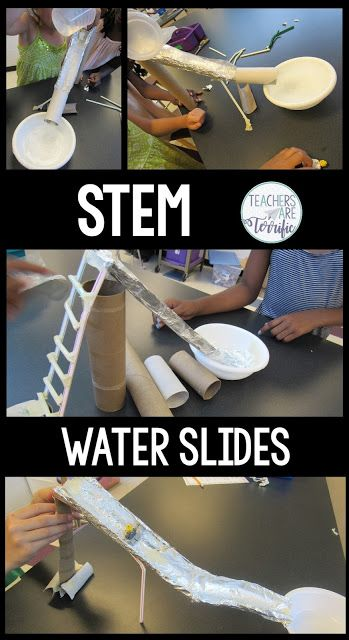 STEM
TEACHERS
ARE
Terrific
WATER SLIDES